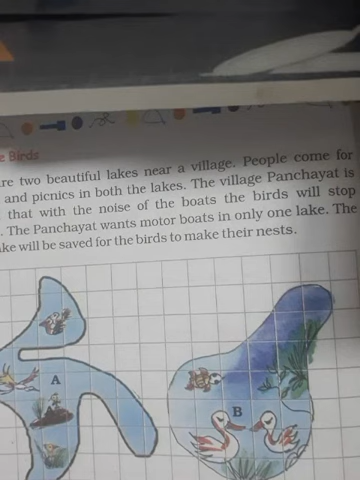 e Birds
re two beautiful lakes near a village. People come for
and picnics in both the lakes. The village Panchayat is
that with the noise of the boats the birds will stop
. The Panchayat wants motor boats in only one lake. The
ke will be saved for the birds to make their nests.
A
B